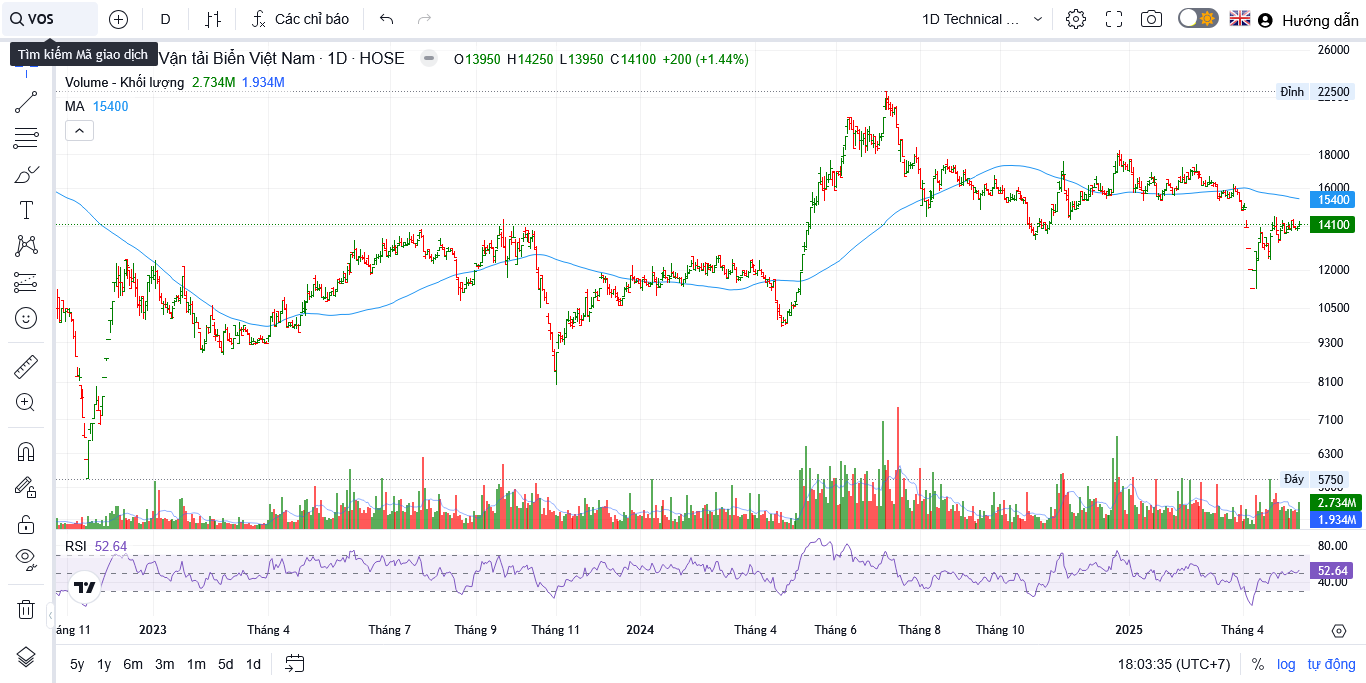 VOS
D
Các chỉ báo
1D Technical ...
Hướng dẫn
Tìm kiếm Mã giao dịch
Vận tải Biển Việt Nam · 1D · HOSE
O13950 H14250 L13950 C14100 +200 (+1.44%)
Volume - Khối lượng 2.734M 1.934M
MA 15400
26000
Đỉnh 22500
18000
16000
15400
14100
12000
10500
9300
8100
7100
6300
Đáy 5750
2.734M
1.934M
RSI 52.64
80.00
52.64
40.00
áng 11 2023 Tháng 4 Tháng 7 Tháng 9 Tháng 11 2024 Tháng 4 Tháng 6 Tháng 8 Tháng 10 2025 Tháng 4
5y 1y 6m 3m 1m 5d 1d
18:03:35 (UTC+7) % log tự động